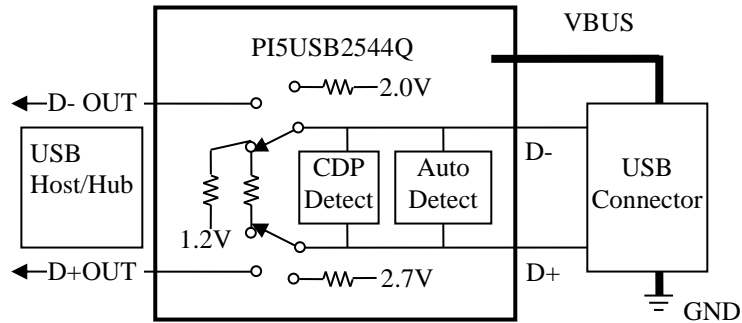 VBUS
PI5USB2544Q
2.0V
D- OUT
USB
Host/Hub
CDP
Detect
Auto
Detect
D-
USB
Connector
1.2V
D+OUT
2.7V
D+
GND